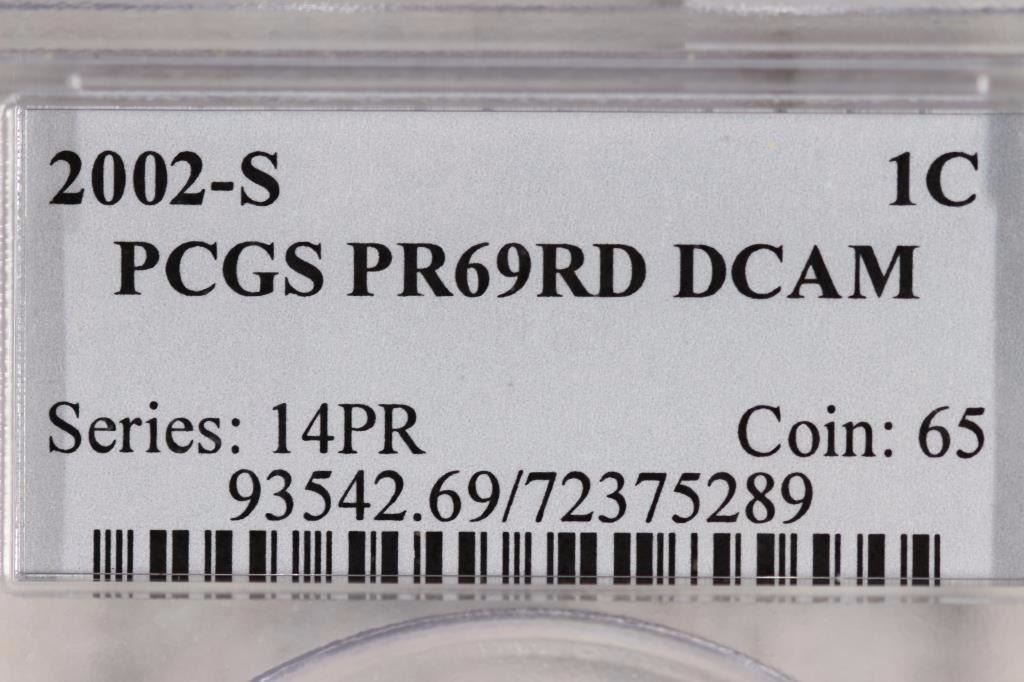 2002-S 1C
PCGS PR69RD DCAM
Series: 14PR Coin: 65
93542.69/72375289